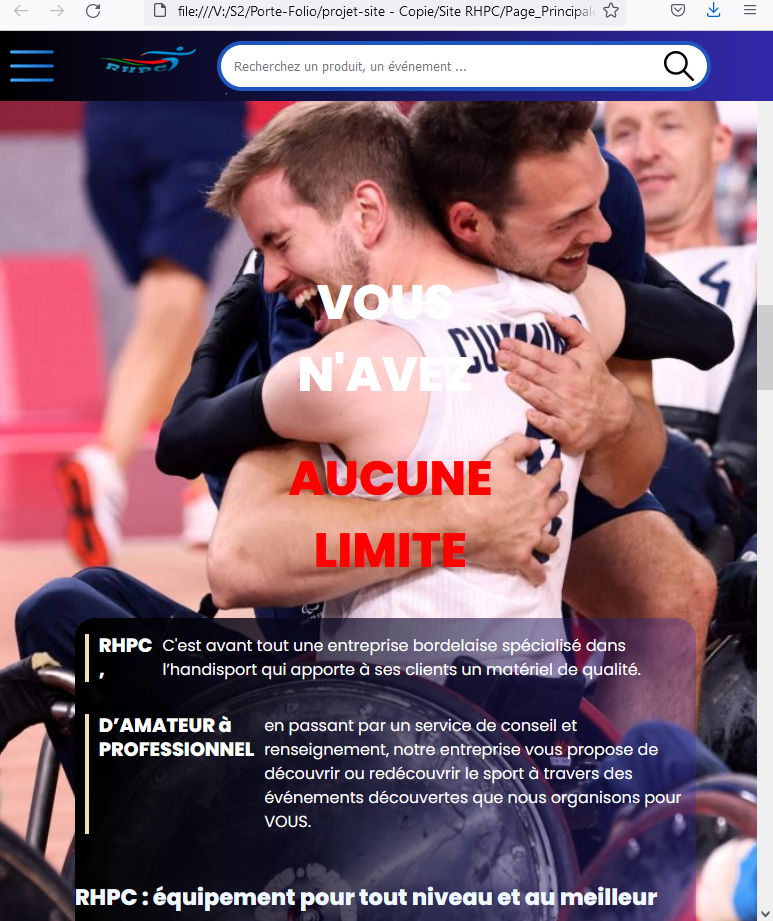 file:///V:/S2/Porte-Folio/projet-site - Copie/Site RHPC/Page_Principale
RHPC
Recherchez un produit, un événement ...
4
VOUS
N'AVEZ
AUCUNE
LIMITE
RHPC C'est avant tout une entreprise bordelaise spécialisé dans
, l’handisport qui apporte à ses clients un matériel de qualité.
D’AMATEUR à en passant par un service de conseil et
PROFESSIONNEL renseignement, notre entreprise vous propose de
découvrir ou redécouvrir le sport à travers des
événements découvertes que nous organisons pour
VOUS.
RHPC : équipement pour tout niveau et au meilleur